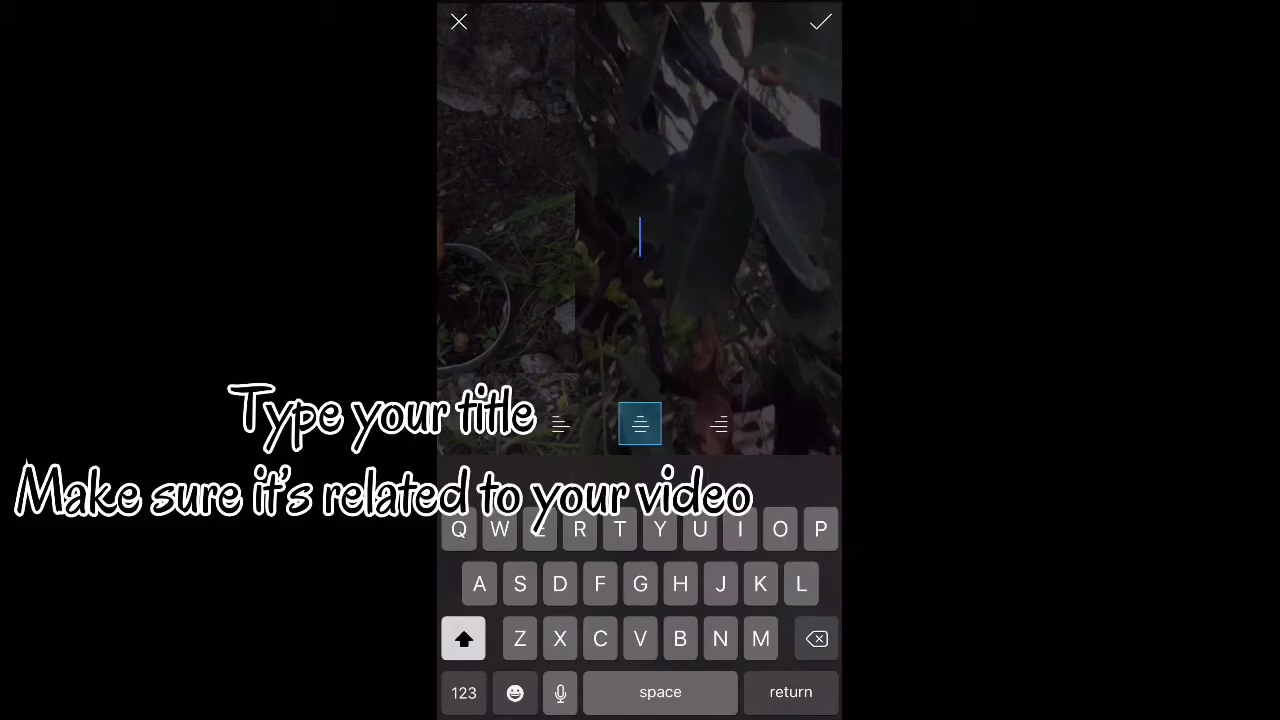 Type your title
Make sure it's related to your video
Q W E R T Y U I O P
A S D F G H J K L
Z X C V B N M
123 space return